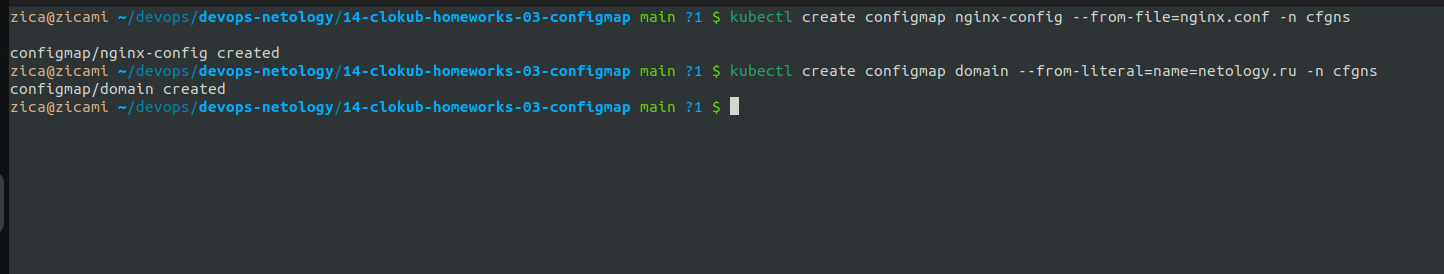 zica@zicami ~/devops/devops-netology/14-clokub-homeworks-03-configmap main ?1 $ kubectl create configmap nginx-config --from-file=nginx.conf -n cfgns
configmap/nginx-config created
zica@zicami ~/devops/devops-netology/14-clokub-homeworks-03-configmap main ?1 $ kubectl create configmap domain --from-literal=name=netology.ru -n cfgns
configmap/domain created
zica@zicami ~/devops/devops-netology/14-clokub-homeworks-03-configmap main ?1 $